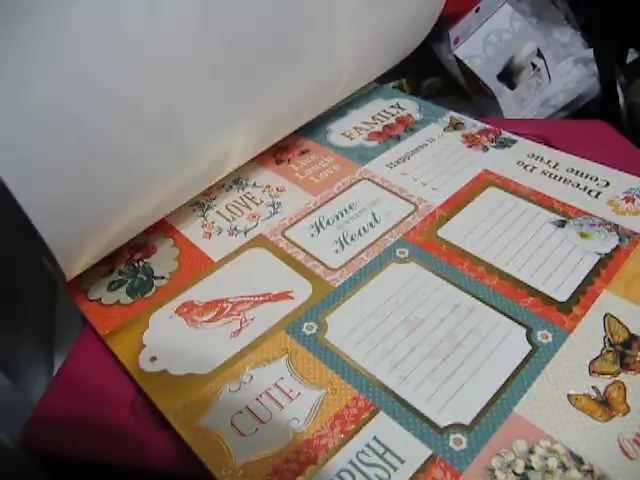 FAMILY
Happiness is
Live
Laugh
Love
Dreams Do
Come True
LOVE
Home
Heart
CUTE